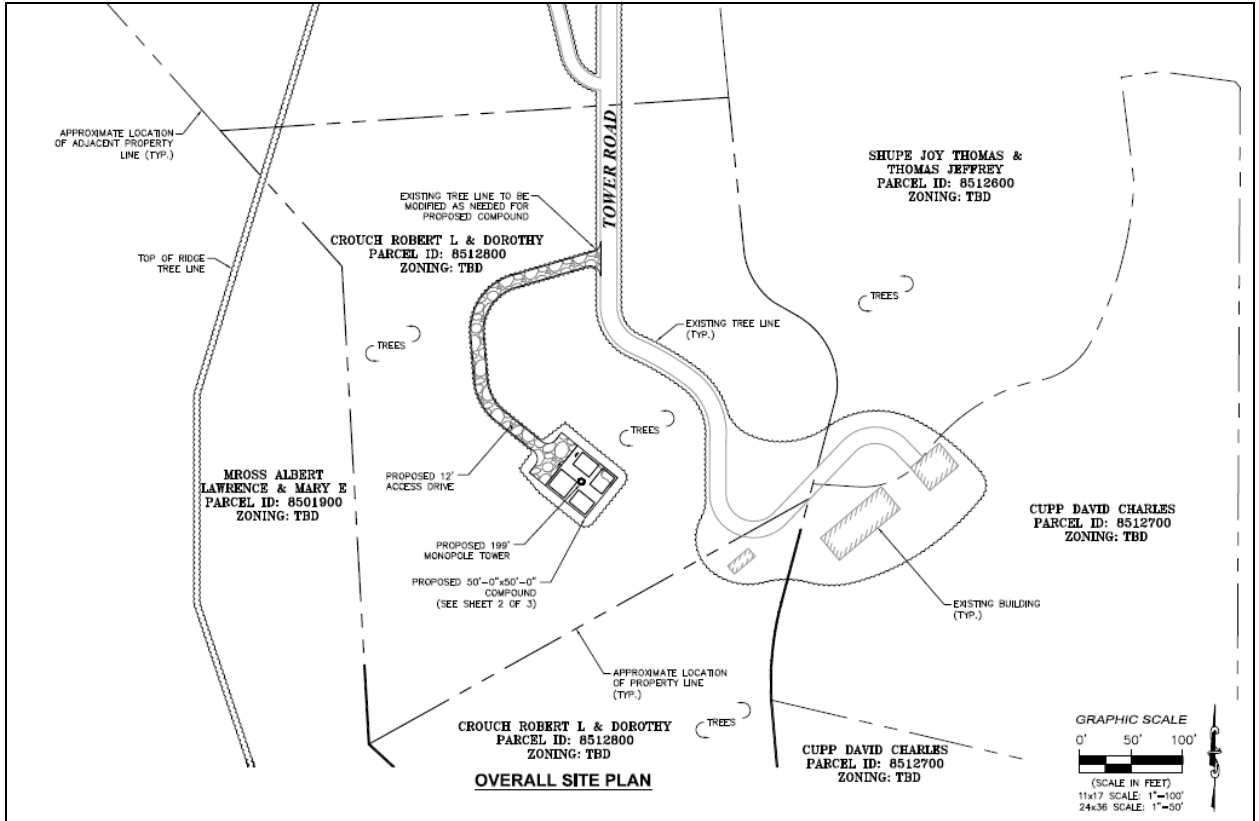 APPROXIMATE LOCATION
OF ADJACENT PROPERTY
LINE (TYP.)
TOWER ROAD
SHUPE JOY THOMAS &
THOMAS JEFFREY
PARCEL ID: 8512600
ZONING: TBD
EXISTING TREE LINE TO BE
MODIFIED AS NEEDED FOR
PROPOSED COMPOUND
CROUCH ROBERT L & DOROTHY
PARCEL ID: 8512800
ZONING: TBD
TOP OF RIDGE
TREE LINE
TREES
TREES
EXISTING TREE LINE
(TYP.)
TREES
MROSS ALBERT
LAWRENCE & MARY E
PARCEL ID: 8501900
ZONING: TBD
PROPOSED 12'
ACCESS DRIVE
CUPP DAVID CHARLES
PARCEL ID: 8512700
ZONING: TBD
PROPOSED 199'
MONOPOLE TOWER
PROPOSED 50'-0"x50'-0"
COMPOUND
(SEE SHEET 2 OF 3)
EXISTING BUILDING
(TYP.)
APPROXIMATE LOCATION
OF PROPERTY LINE
(TYP.)
TREES
CROUCH ROBERT L & DOROTHY
PARCEL ID: 8512800
ZONING: TBD
CUPP DAVID CHARLES
PARCEL ID: 8512700
ZONING: TBD
OVERALL SITE PLAN
GRAPHIC SCALE
0' 50' 100'
(SCALE IN FEET)
11x17 SCALE: 1"=100'
24x36 SCALE: 1"=50'